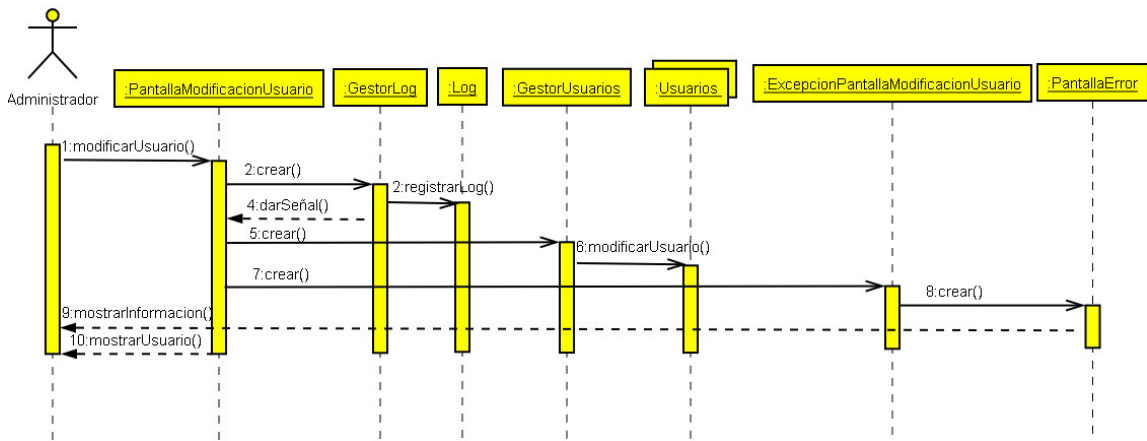 Administrador
:PantallaModificacionUsuario
:GestorLog
:Log
:GestorUsuarios
:Usuarios
:ExcepcionPantallaModificacionUsuario
:PantallaError
1:modificarUsuario()
2:crear()
2:registrarLog()
4:darSeñal()
5:crear()
6:modificarUsuario()
7:crear()
8:crear()
9:mostrarInformacion()
10:mostrarUsuario()